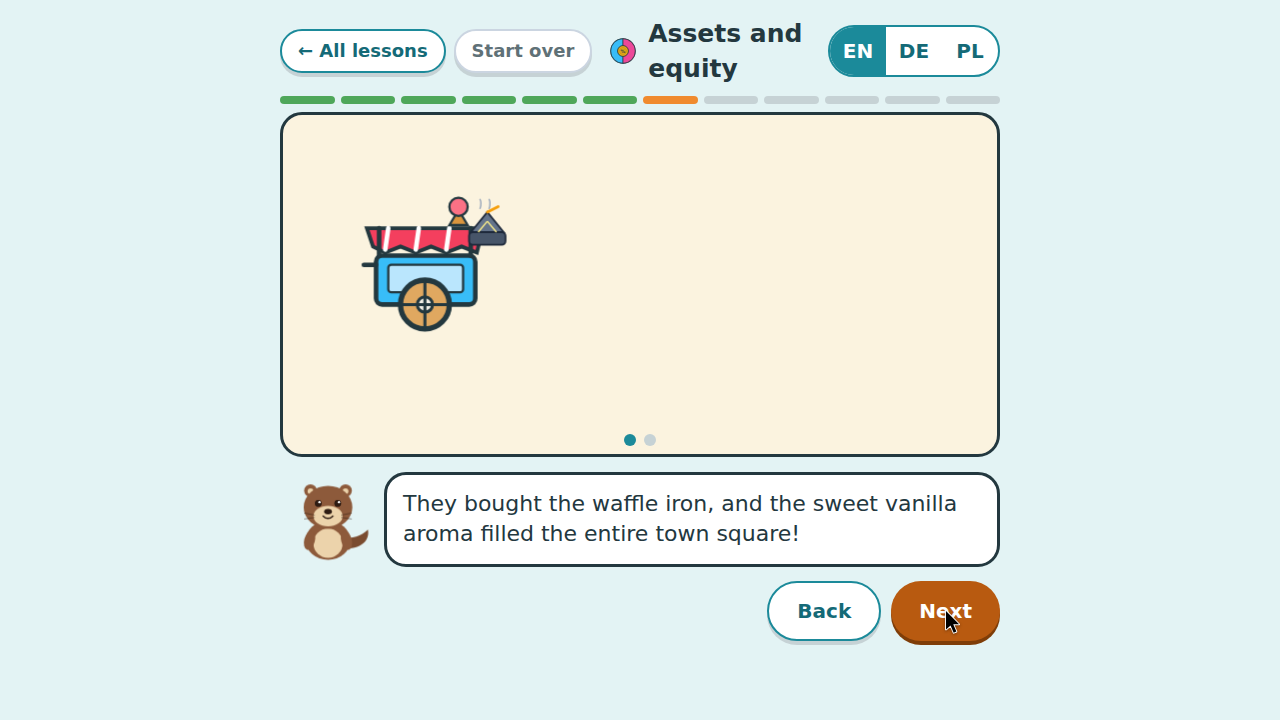 ← All lessons
Start over
Assets and
equity
EN
DE
PL
They bought the waffle iron, and the sweet vanilla
aroma filled the entire town square!
Back
Next